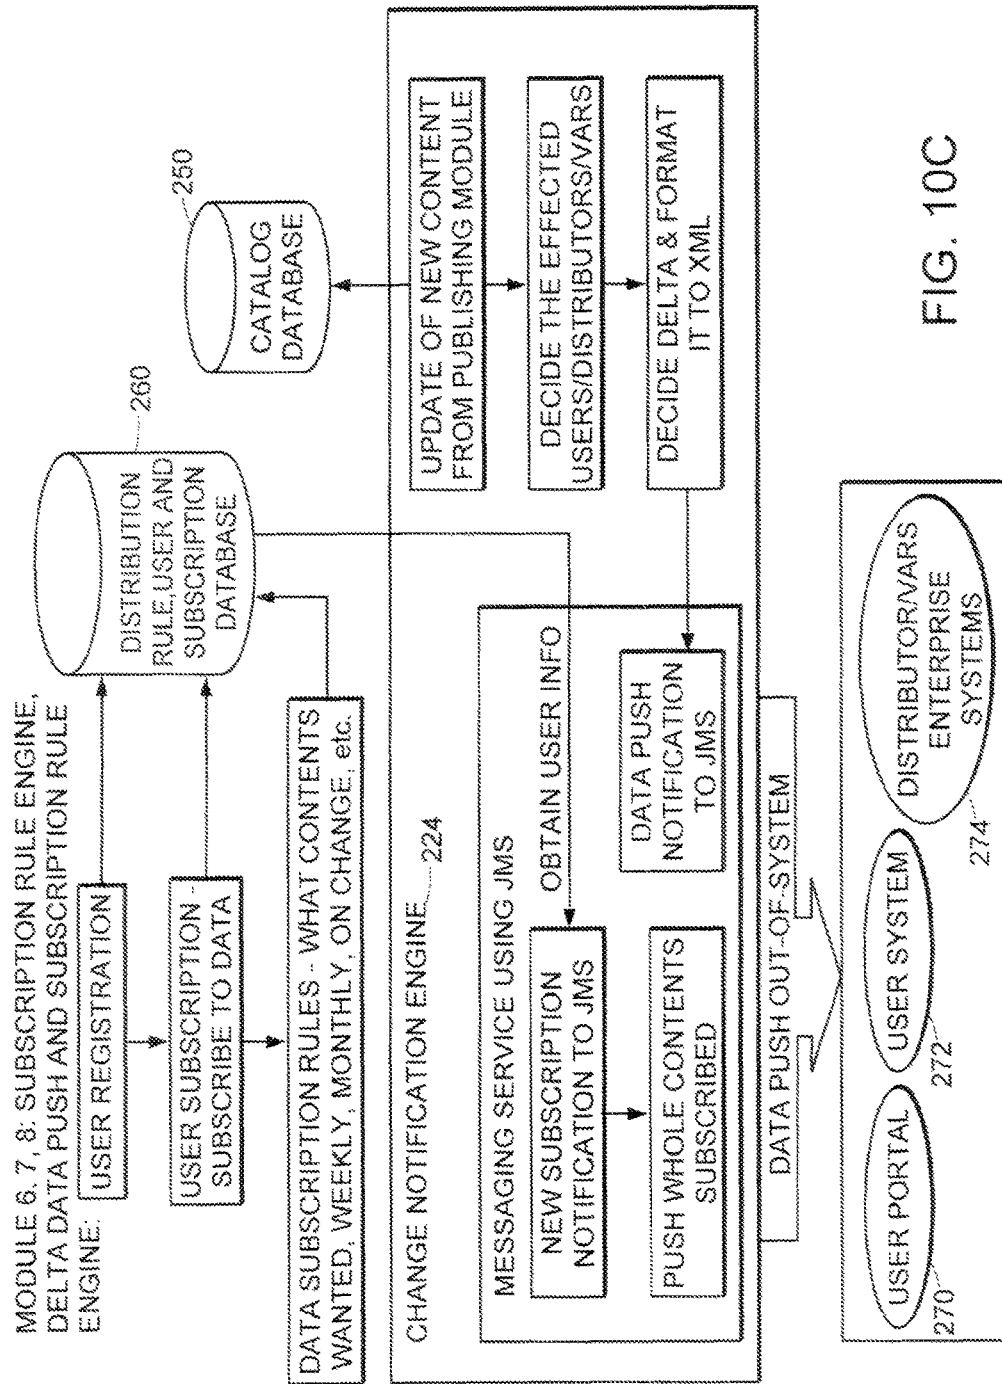 MODULE 6, 7, 8: SUBSCRIPTION RULE ENGINE,
DELTA DATA PUSH AND SUBSCRIPTION RULE
ENGINE:
USER REGISTRATION
USER SUBSCRIPTION -
SUBSCRIBE TO DATA
DATA SUBSCRIPTION RULES - WHAT CONTENTS
WANTED, WEEKLY, MONTHLY, ON CHANGE, etc.
DISTRIBUTION
RULE,USER AND
SUBSCRIPTION
DATABASE
260
CATALOG
DATABASE
250
CHANGE NOTIFICATION ENGINE
224
UPDATE OF NEW CONTENT
FROM PUBLISHING MODULE
DECIDE THE EFFECTED
USERS/DISTRIBUTORS/VARS
DECIDE DELTA & FORMAT
IT TO XML
MESSAGING SERVICE USING JMS
OBTAIN USER INFO
NEW SUBSCRIPTION
NOTIFICATION TO JMS
PUSH WHOLE CONTENTS
SUBSCRIBED
DATA PUSH
NOTIFICATION
TO JMS
DATA PUSH OUT-OF-SYSTEM
USER PORTAL
270
USER SYSTEM
272
DISTRIBUTOR/VARS
ENTERPRISE
SYSTEMS
274
FIG. 10C